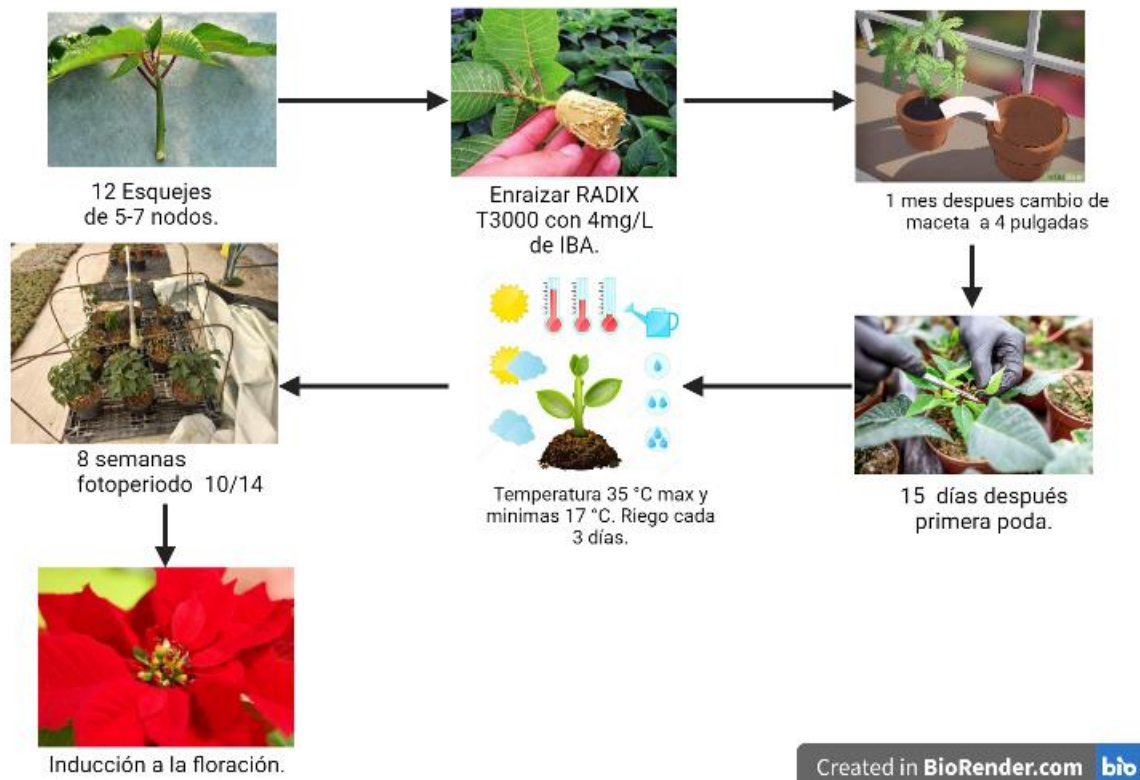 12 Esquejes
de 5-7 nodos.
Enraizar RADIX
T3000 con 4mg/L
de IBA.
1 mes despues cambio de
maceta a 4 pulgadas
15 días después
primera poda.
Temperatura 35 °C max y
minimas 17 °C. Riego cada
3 días.
8 semanas
fotoperiodo 10/14
Inducción a la floración.
Created in BioRender.com bio